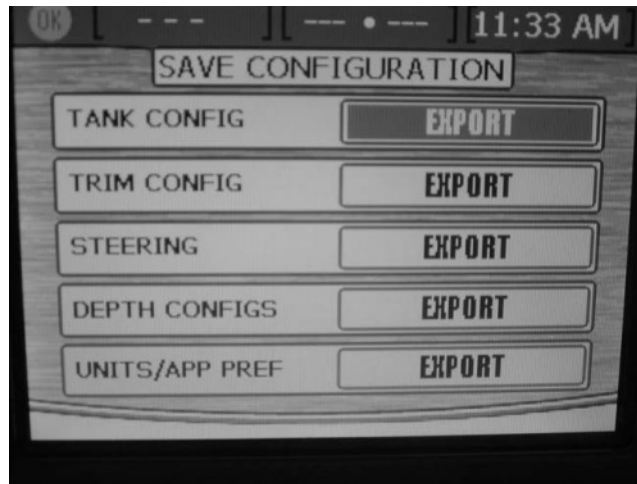 OK [ - - - ][ --- • --- ] 11:33 AM
SAVE CONFIGURATION
TANK CONFIG EXPORT
TRIM CONFIG EXPORT
STEERING EXPORT
DEPTH CONFIGS EXPORT
UNITS/APP PREF EXPORT